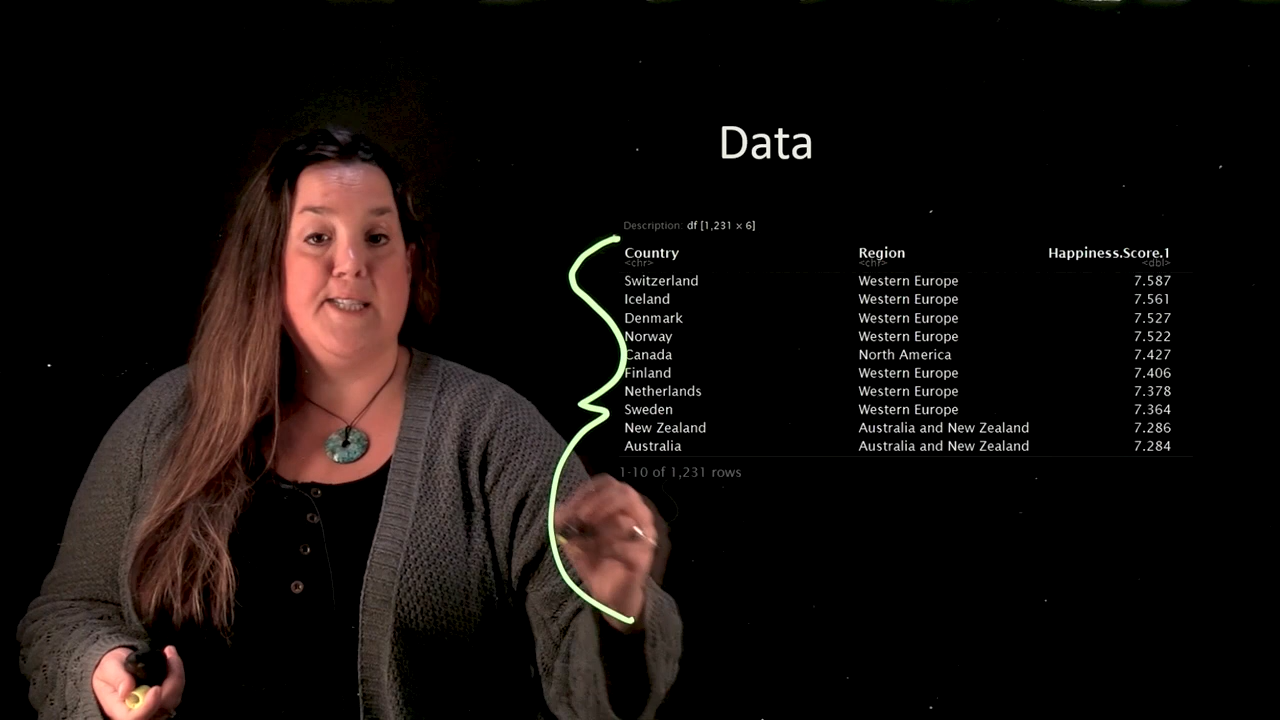 Data
Description: df [1,231 × 6]
Country Region Happiness.Score.1
<chr> <chr> <dbl>
Switzerland Western Europe 7.587
Iceland Western Europe 7.561
Denmark Western Europe 7.527
Norway Western Europe 7.522
Canada North America 7.427
Finland Western Europe 7.406
Netherlands Western Europe 7.378
Sweden Western Europe 7.364
New Zealand Australia and New Zealand 7.286
Australia Australia and New Zealand 7.284
1-10 of 1,231 rows